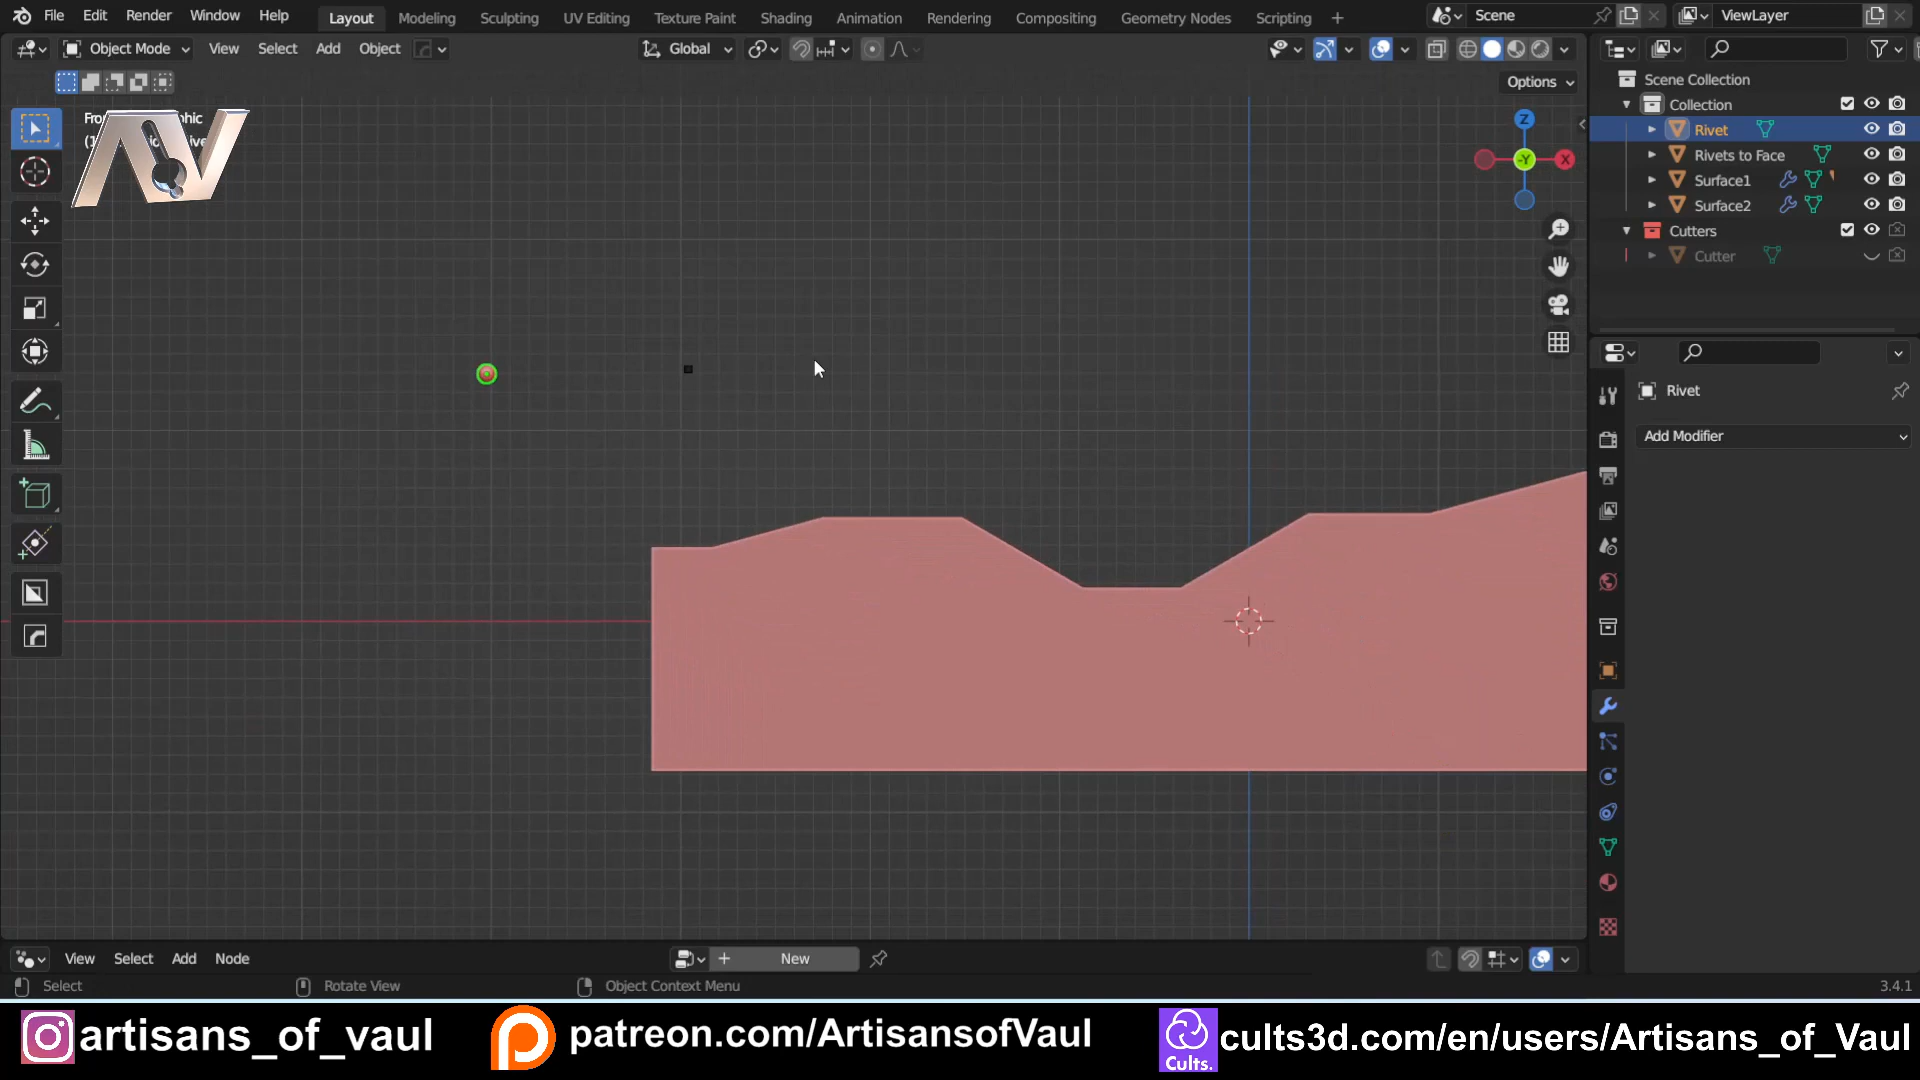 File Edit Render Window Help Layout Modeling Sculpting UV Editing Texture Paint Shading Animation Rendering Compositing Geometry Nodes Scripting + Scene ViewLayer
Object Mode View Select Add Object Global
Options
Scene Collection
Collection
Rivet
Rivets to Face
Surface1
Surface2
Cutters
Cutter
Z
-Y X
Rivet
Add Modifier
AV
View Select Add Node New
Select Rotate View Object Context Menu 3.4.1
artisans_of_vaul patreon.com/ArtisansofVaul cults3d.com/en/users/Artisans_of_Vaul
Cults.